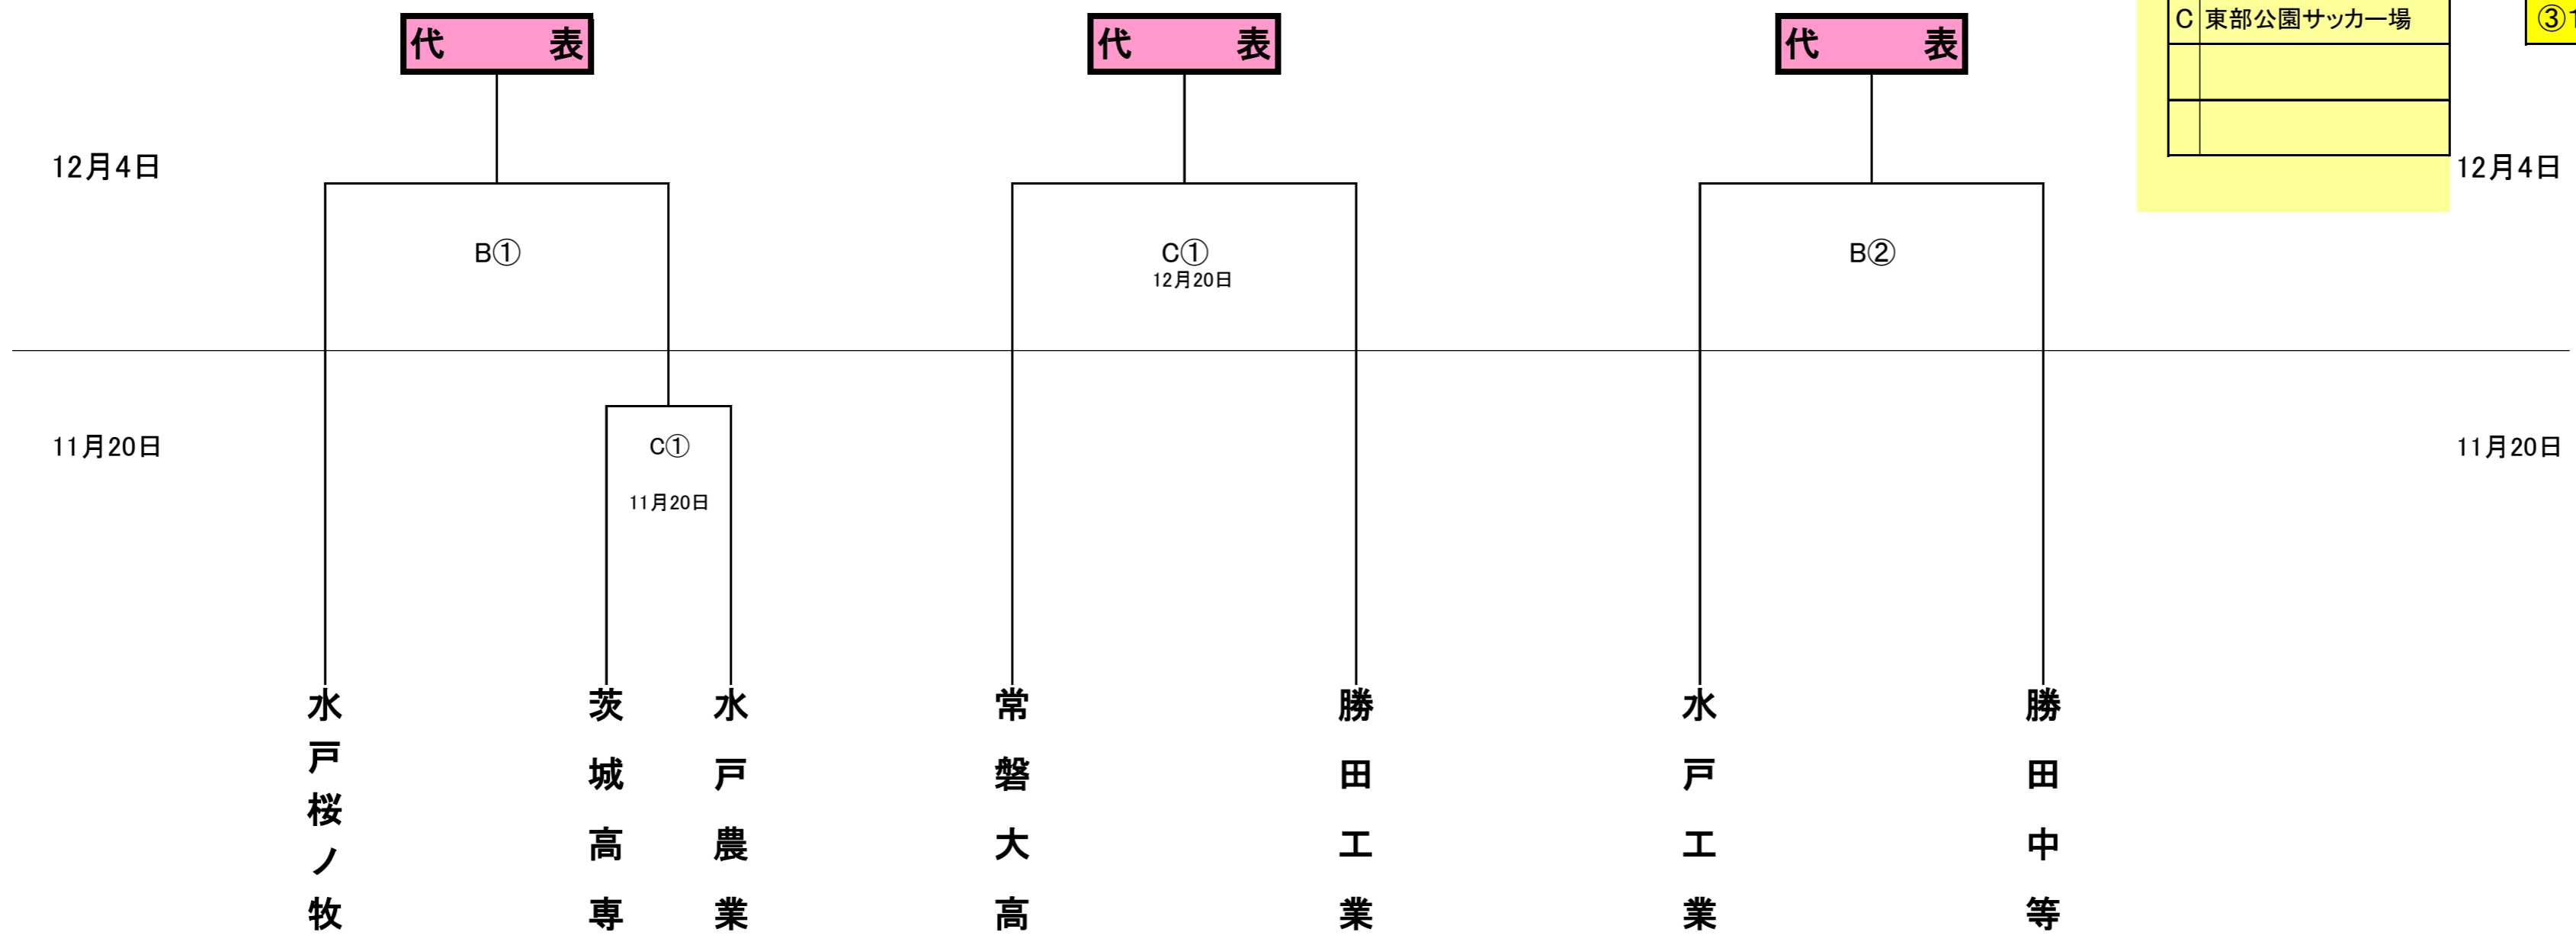 C 東部公園サッカー場
③1
代 表
代 表
代 表
12月4日
12月4日
B①
C①
12月20日
B②
11月20日
C①
11月20日
11月20日
水戸桜ノ牧
茨城高専
水戸農業
常磐大高
勝田工業
水戸工業
勝田中等